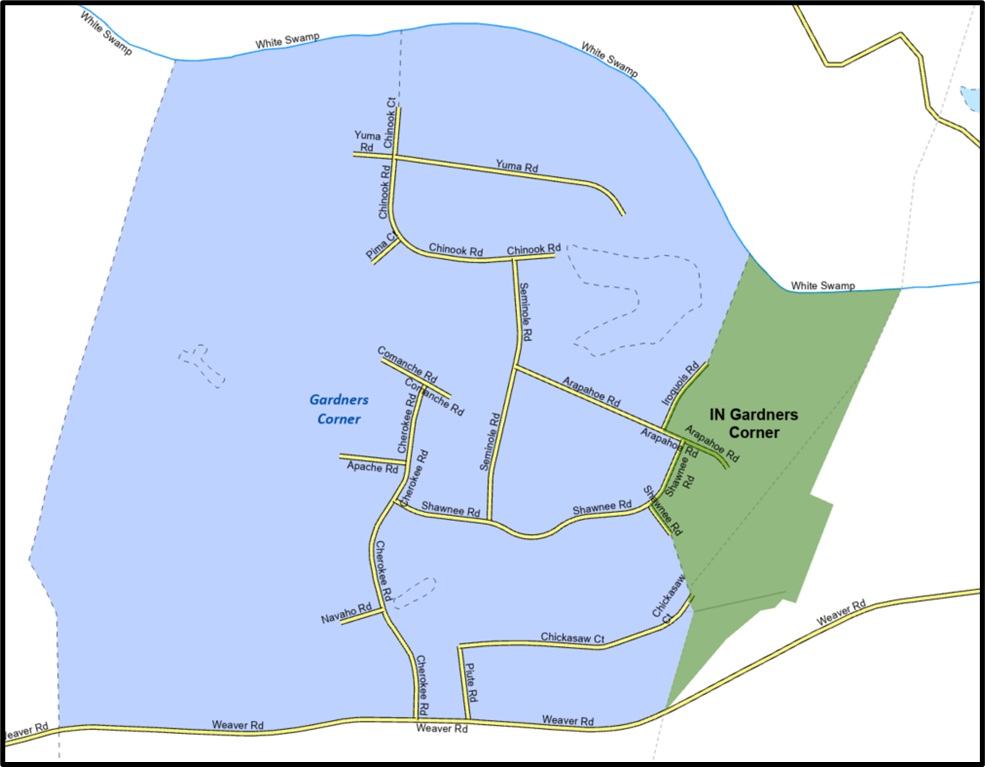 White Swamp
White Swamp
White Swamp
Chinook Ct
Yuma
Rd
Yuma Rd
Chinook Rd
Pima Ct
Chinook Rd
Chinook Rd
White Swamp
Seminole Rd
Comanche Rd
Comanche Rd
Iroquois Rd
Arapahoe Rd
Gardners
Corner
IN Gardners
Corner
Cherokee Rd
Seminole Rd
Arapahoe Rd
Arapahoe Rd
Apache Rd
Cherokee Rd
Shawnee
Rd
Shawnee Rd
Shawnee Rd
Shawnee Rd
Cherokee Rd
Navaho Rd
Chickasaw
Ct
Weaver Rd
Chickasaw Ct
Cherokee Rd
Piute Rd
eaver Rd
Weaver Rd
Weaver Rd
Weaver Rd